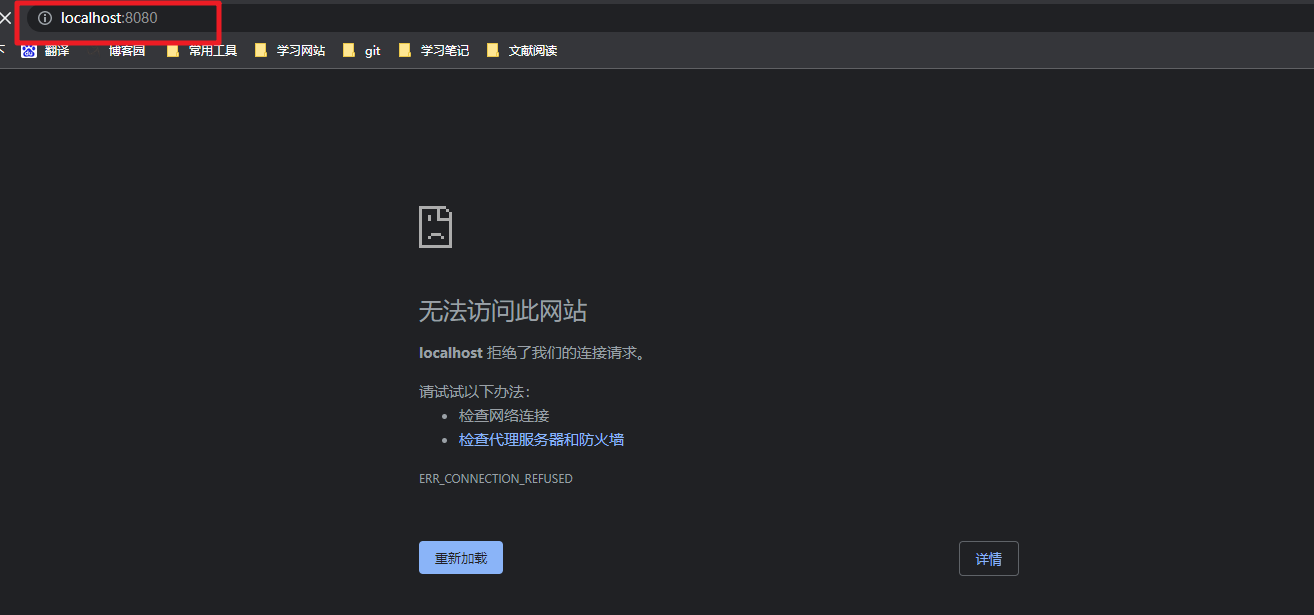 localhost:8080
翻译 博客园 常用工具 学习网站 git 学习笔记 文献阅读
无法访问此网站
localhost 拒绝了我们的连接请求。
请试试以下办法：
• 检查网络连接
• 检查代理服务器和防火墙
ERR_CONNECTION_REFUSED
重新加载 详情